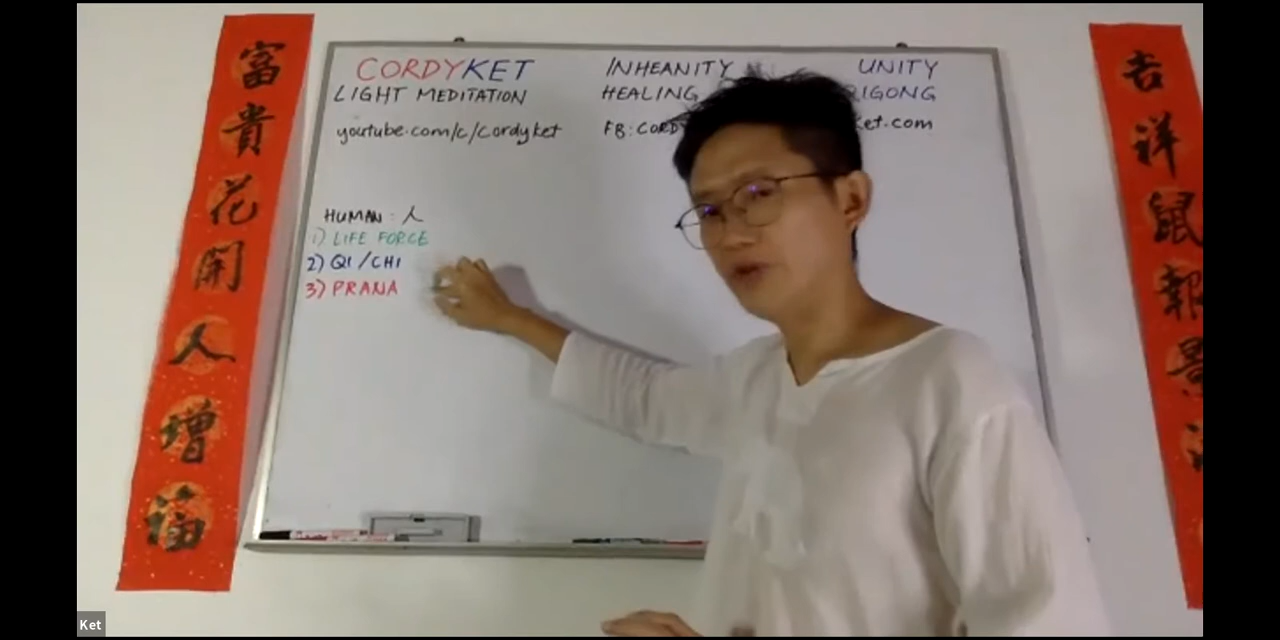 富貴花開人增福
CORDYKET
LIGHT MEDITATION
youtube.com/c/cordyket
INHEANITY
HEALING
FB: CORD
UNITY
QIGONG
ket.com
HUMAN: 人
1) LIFE FORCE
2) QI/CHI
3) PRANA
吉祥鼠報
Ket